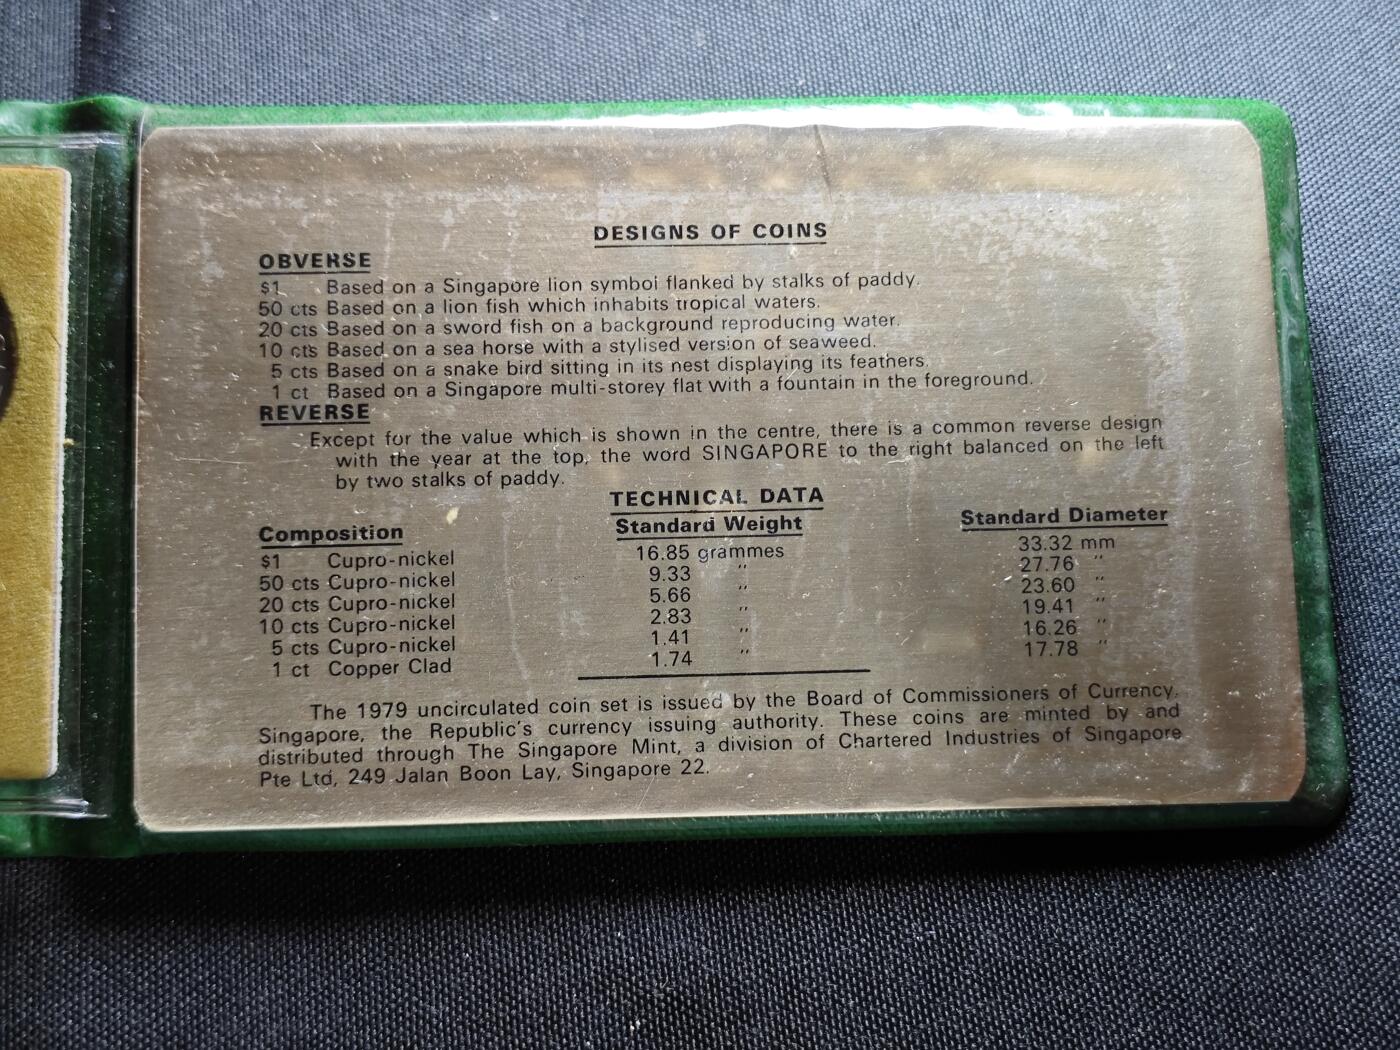 DESIGNS OF COINS
OBVERSE
$1 Based on a Singapore lion symbol flanked by stalks of paddy.
50 cts Based on a lion fish which inhabits tropical waters.
20 cts Based on a sword fish on a background reproducing water.
10 cts Based on a sea horse with a stylised version of seaweed.
5 cts Based on a snake bird sitting in its nest displaying its feathers.
1 ct Based on a Singapore multi-storey flat with a fountain in the foreground.
REVERSE
Except for the value which is shown in the centre, there is a common reverse design
with the year at the top, the word SINGAPORE to the right balanced on the left
by two stalks of paddy.
TECHNICAL DATA
Composition Standard Weight Standard Diameter
$1 Cupro-nickel 16.85 grammes 33.32 mm
50 cts Cupro-nickel 9.33 " 27.76 "
20 cts Cupro-nickel 5.66 23.60 "
10 cts Cupro-nickel 2.83 " 19.41 "
5 cts Cupro-nickel 1.41 " 16.26 "
1 ct Copper Clad 1.74 " 17.78 "
The 1979 uncirculated coin set is issued by the Board of Commissioners of Currency,
Singapore, the Republic's currency issuing authority. These coins are minted by and
distributed through The Singapore Mint, a division of Chartered Industries of Singapore
Pte Ltd, 249 Jalan Boon Lay, Singapore 22.